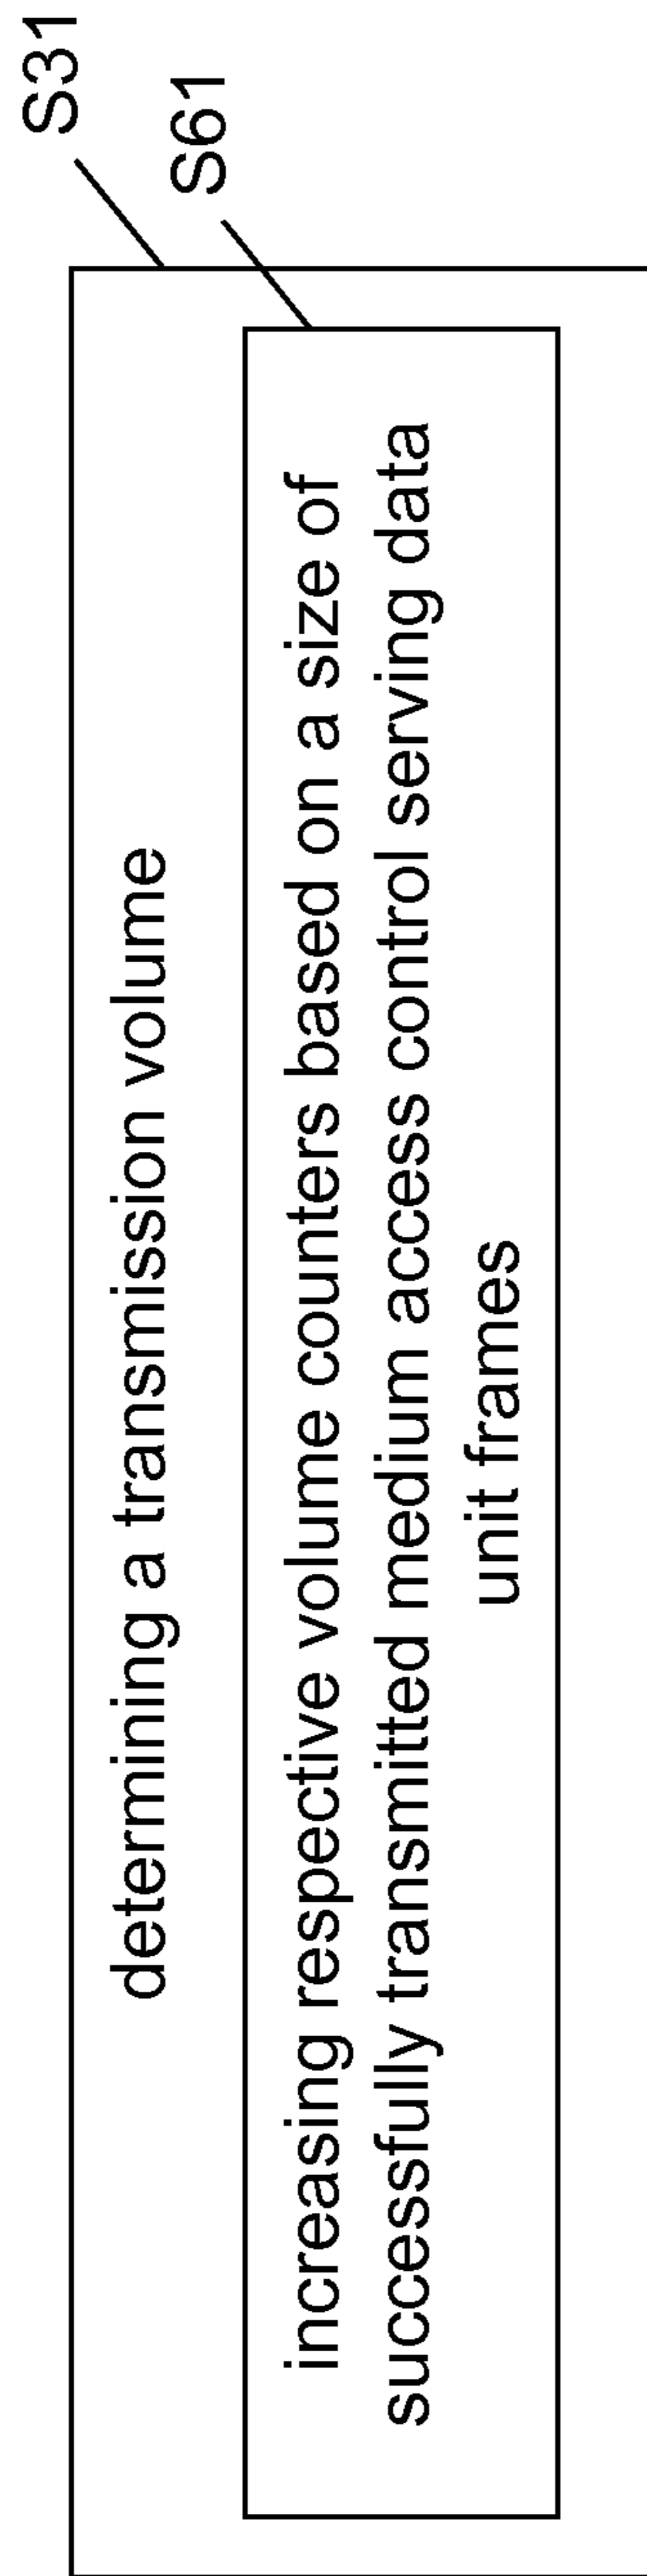 S31
S61
determining a transmission volume
increasing respective volume counters based on a size of
successfully transmitted medium access control serving data
unit frames